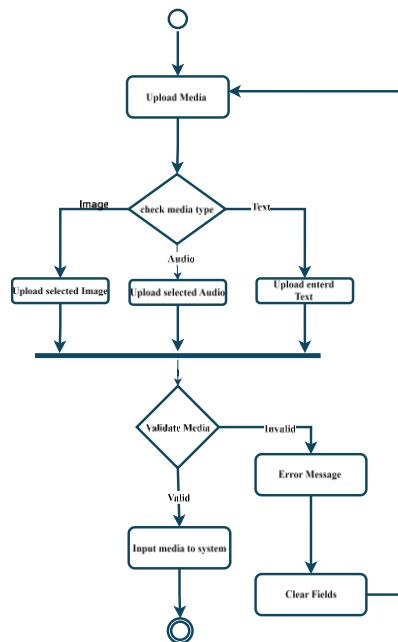 Upload Media
check media type
Image
Text
Audio
Upload selected Image
Upload selected Audio
Upload enterd
Text
Validate Media
Invalid
Error Message
Valid
Input media to system
Clear Fields